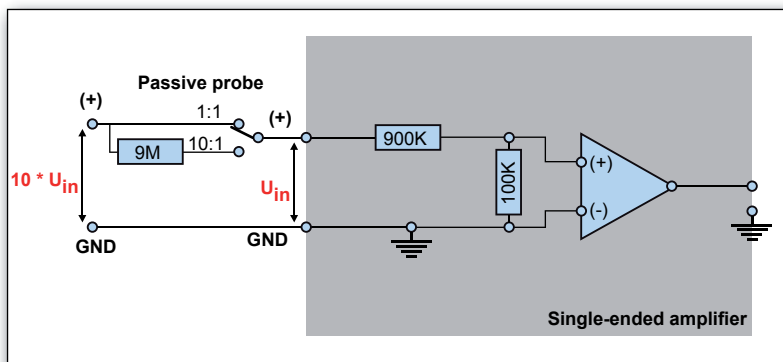 Passive probe
(+)
1:1
(+)
9M
10:1
10 * Uin
Uin
GND
GND
900K
100K
(+)
(-)
Single-ended amplifier